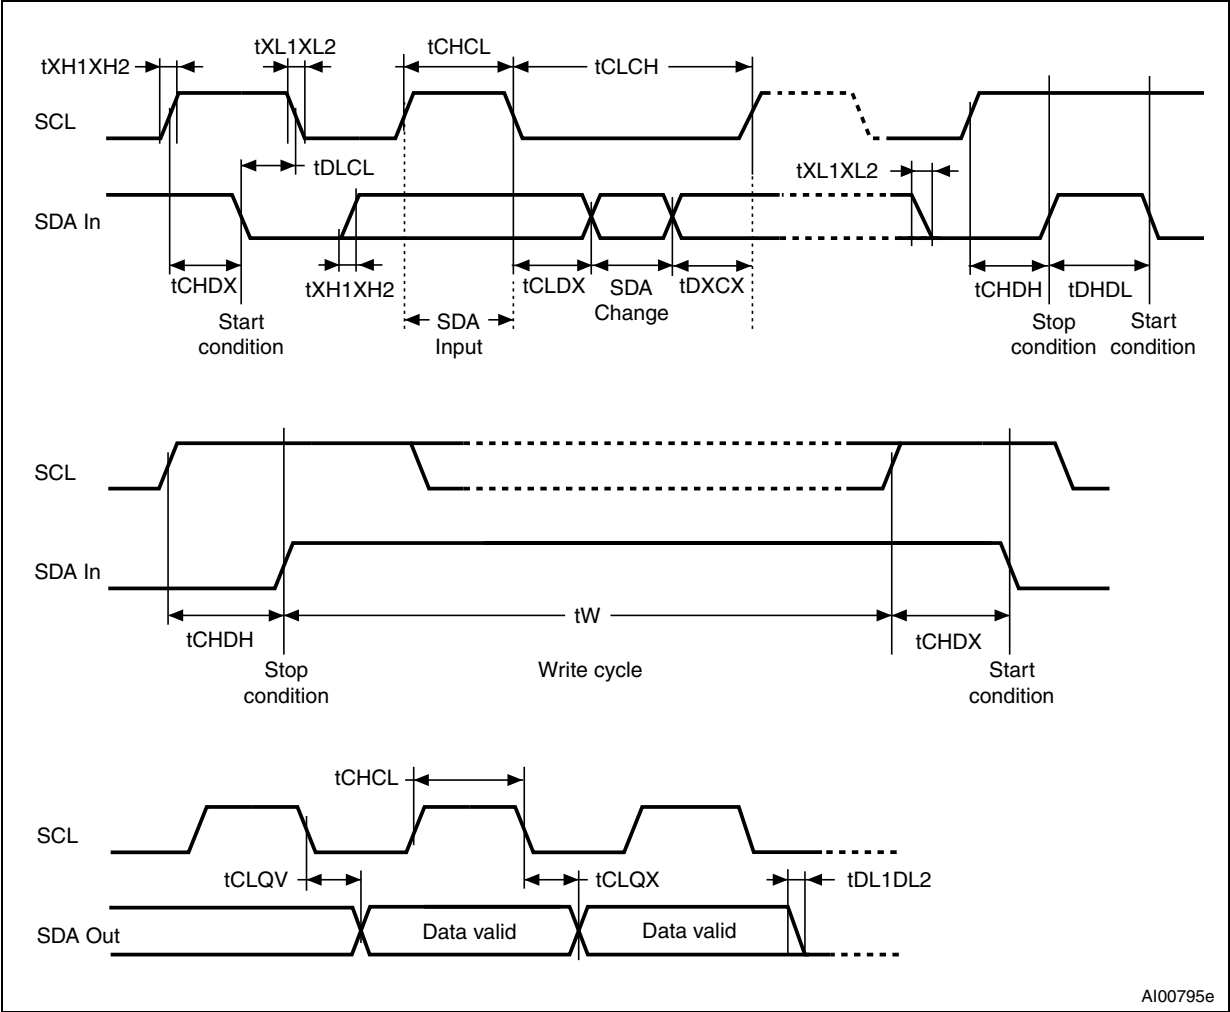 tXL1XL2
tCHCL
tXH1XH2
tCLCH
SCL
tDLCL
tXL1XL2
SDA In
tCHDX
tXH1XH2
tCLDX
SDA
Change
tDXCX
tCHDH
tDHDL
Start
condition
SDA
Input
Stop
condition
Start
condition
SCL
SDA In
tW
tCHDH
tCHDX
Stop
condition
Write cycle
Start
condition
tCHCL
SCL
tCLQV
tCLQX
tDL1DL2
SDA Out
Data valid
Data valid
AI00795e